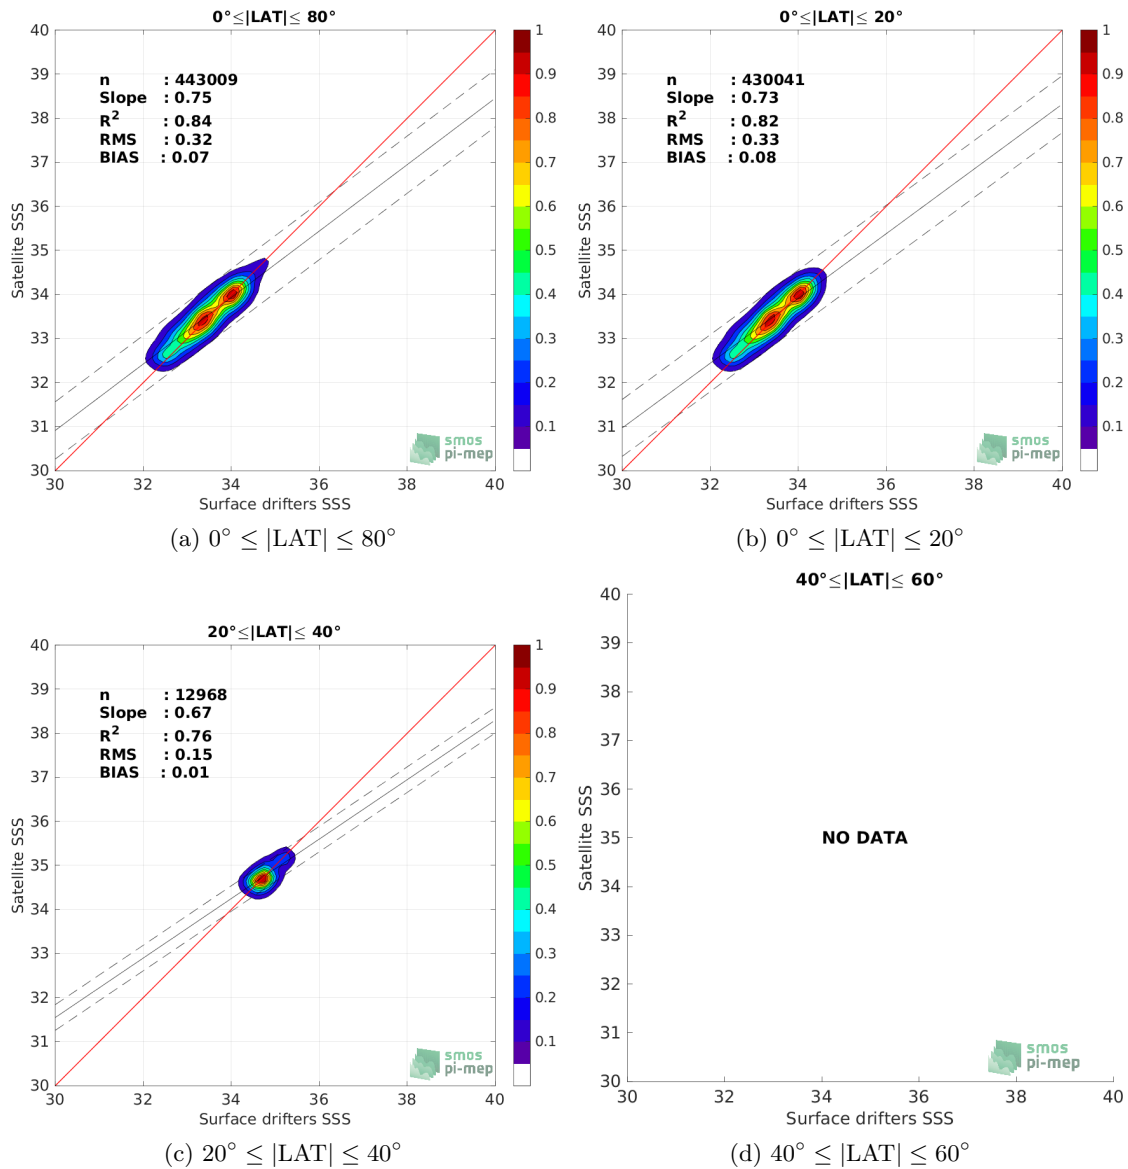 0°≤|LAT|≤ 80°
n : 443009
Slope : 0.75
R² : 0.84
RMS : 0.32
BIAS : 0.07
40
39
38
37
36
35
34
33
32
31
30
Satellite SSS
30 32 34 36 38 40
Surface drifters SSS
1
0.9
0.8
0.7
0.6
0.5
0.4
0.3
0.2
0.1
smos
pi-mep
(a) 0° ≤ |LAT| ≤ 80°
0°≤|LAT|≤ 20°
n : 430041
Slope : 0.73
R² : 0.82
RMS : 0.33
BIAS : 0.08
40
39
38
37
36
35
34
33
32
31
30
Satellite SSS
30 32 34 36 38 40
Surface drifters SSS
1
0.9
0.8
0.7
0.6
0.5
0.4
0.3
0.2
0.1
smos
pi-mep
(b) 0° ≤ |LAT| ≤ 20°
20°≤|LAT|≤ 40°
n : 12968
Slope : 0.67
R² : 0.76
RMS : 0.15
BIAS : 0.01
40
39
38
37
36
35
34
33
32
31
30
Satellite SSS
30 32 34 36 38 40
Surface drifters SSS
1
0.9
0.8
0.7
0.6
0.5
0.4
0.3
0.2
0.1
smos
pi-mep
(c) 20° ≤ |LAT| ≤ 40°
40°≤|LAT|≤ 60°
40
39
38
37
36
35
34
33
32
31
30
Satellite SSS
NO DATA
30 32 34 36 38 40
Surface drifters SSS
smos
pi-mep
(d) 40° ≤ |LAT| ≤ 60°